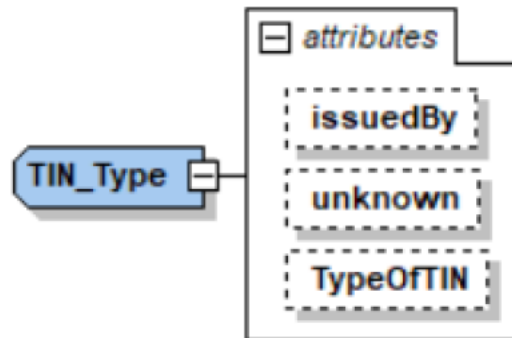 attributes
issuedBy
TIN_Type
unknown
TypeOfTIN